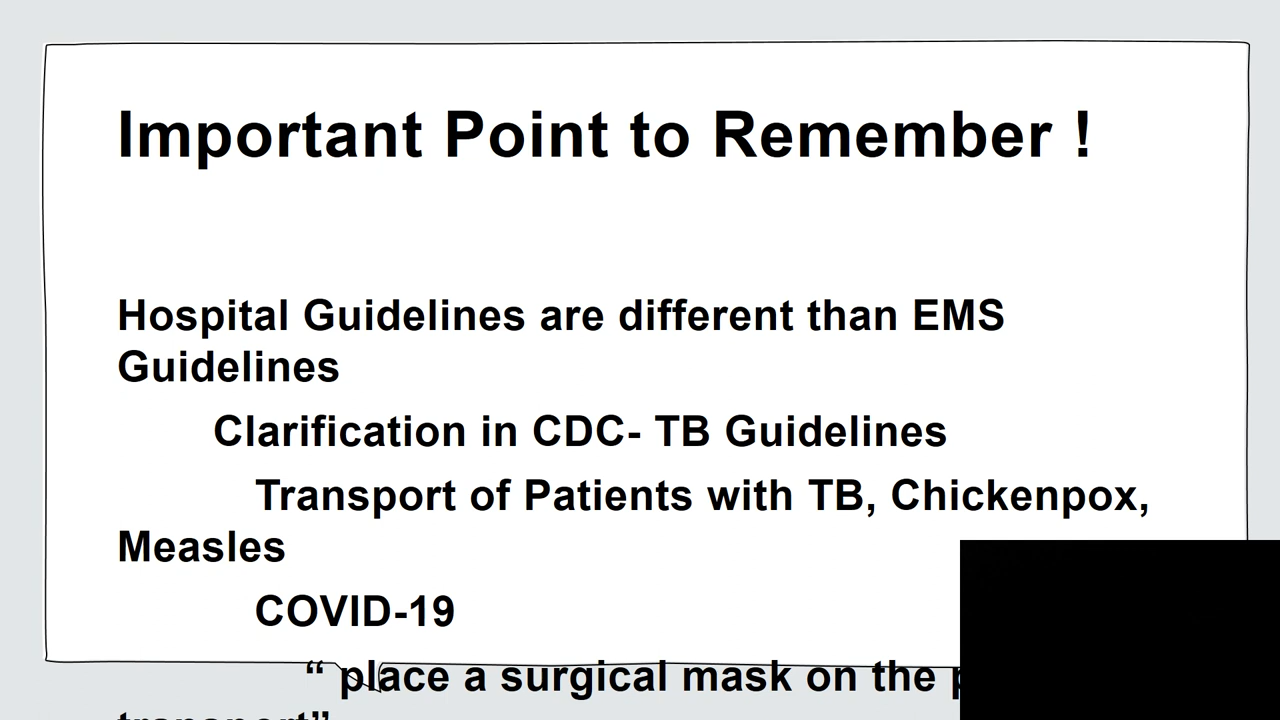 Important Point to Remember !
Hospital Guidelines are different than EMS
Guidelines
Clarification in CDC- TB Guidelines
Transport of Patients with TB, Chickenpox,
Measles
COVID-19
“ place a surgical mask on the
transport”